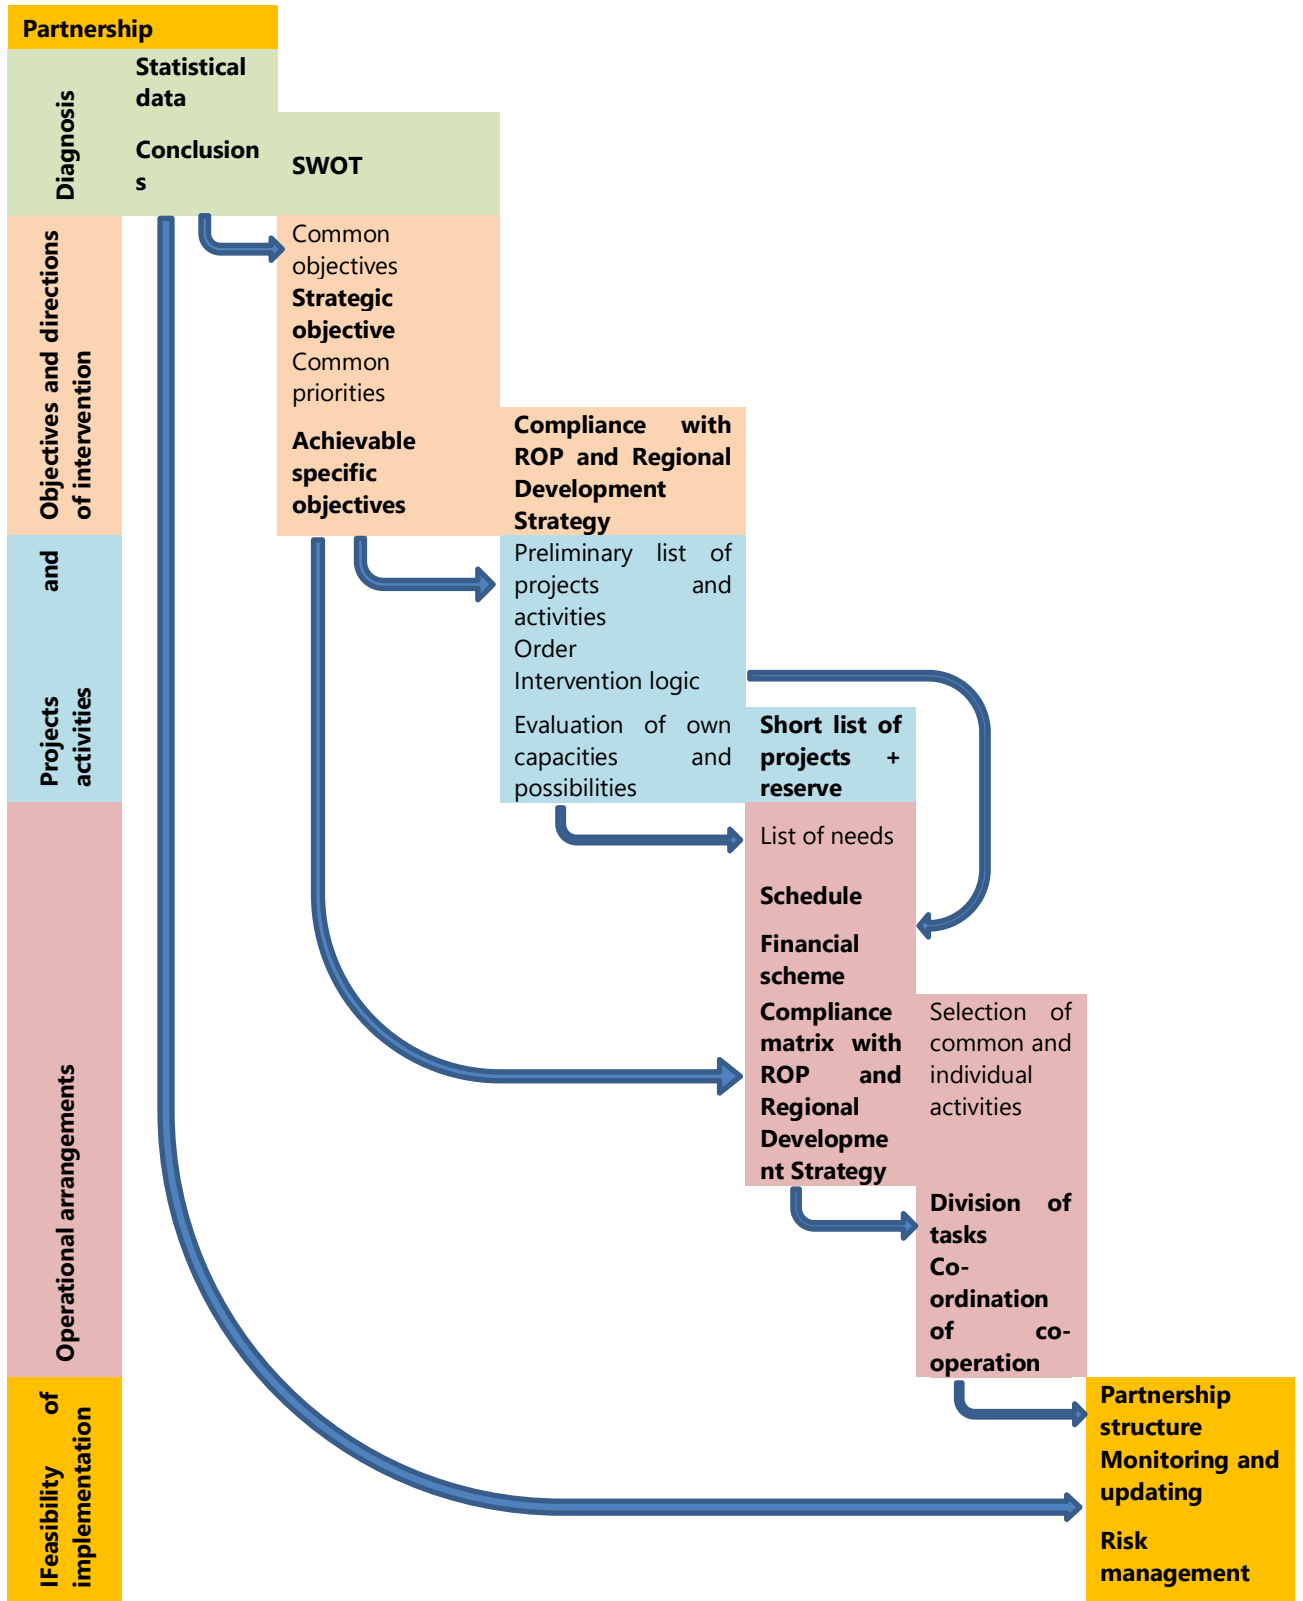 Partnership
Diagnosis
Statistical
data
Conclusion
s
SWOT
Objectives and directions
of intervention
Common
objectives
Strategic
objective
Common
priorities
Achievable
specific
objectives
Compliance with
ROP and Regional
Development
Strategy
Projects and
activities
Preliminary list of
projects and
activities
Order
Intervention logic
Evaluation of own
capacities and
possibilities
Short list of
projects +
reserve
Operational arrangements
List of needs
Schedule
Financial
scheme
Compliance
matrix with
ROP and
Regional
Developme
nt Strategy
Selection of
common and
individual
activities
Division of
tasks
Co-
ordination
of co-
operation
IFeasibility of
implementation
Partnership
structure
Monitoring and
updating
Risk
management